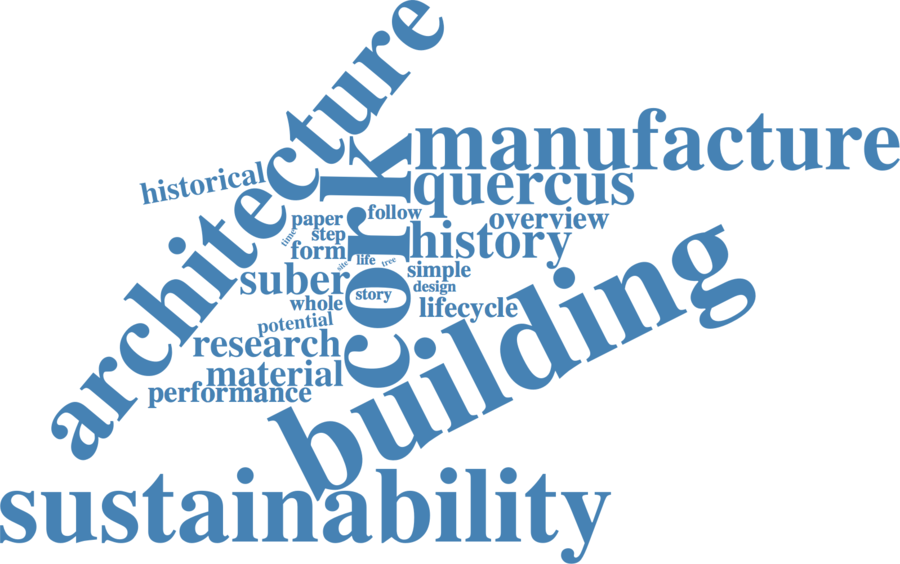 architecture
manufacture
cork
historical
quercus
paper
follow
overview
time
step
history
form
life
tree
site
suber
simple
whole
story
design
lifecycle
potential
research
material
performance
building
sustainability